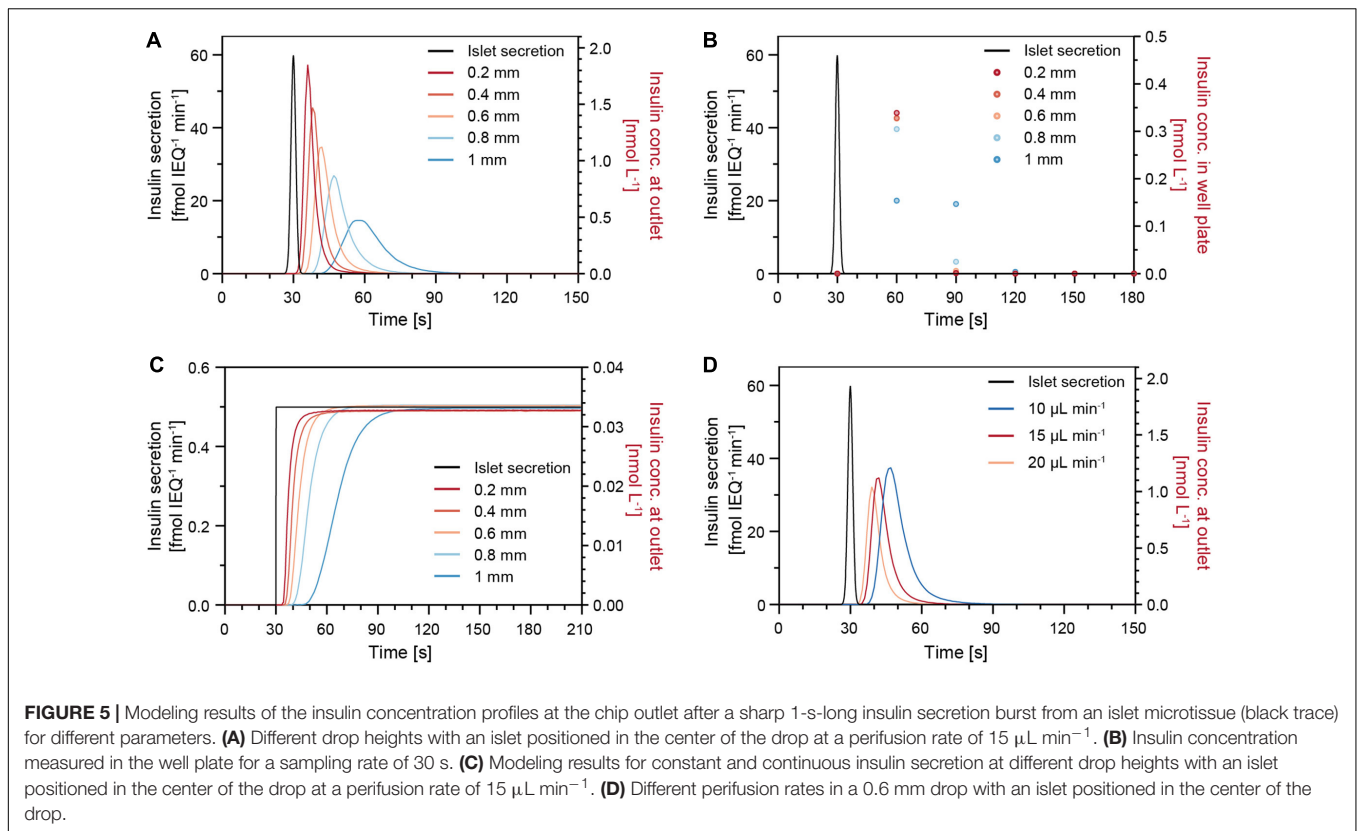 A
Insulin secretion
[fmol IEQ⁻¹ min⁻¹]
60
40
20
0
Islet secretion
0.2 mm
0.4 mm
0.6 mm
0.8 mm
1 mm
2.0
1.5
1.0
0.5
0.0
Insulin conc. at outlet
[nmol L⁻¹]
0 30 60 90 120 150
Time [s]
B
Insulin secretion
[fmol IEQ⁻¹ min⁻¹]
60
40
20
0
Islet secretion
0.2 mm
0.4 mm
0.6 mm
0.8 mm
1 mm
0.5
0.4
0.3
0.2
0.1
0.0
Insulin conc. in well plate
[nmol L⁻¹]
0 30 60 90 120 150 180
Time [s]
C
Insulin secretion
[fmol IEQ⁻¹ min⁻¹]
0.6
0.4
0.2
0.0
Islet secretion
0.2 mm
0.4 mm
0.6 mm
0.8 mm
1 mm
0.04
0.03
0.02
0.01
0.00
Insulin conc. at outlet
[nmol L⁻¹]
0 30 60 90 120 150 180 210
Time [s]
D
Insulin secretion
[fmol IEQ⁻¹ min⁻¹]
60
40
20
0
Islet secretion
10 µL min⁻¹
15 µL min⁻¹
20 µL min⁻¹
2.0
1.5
1.0
0.5
0.0
Insulin conc. at outlet
[nmol L⁻¹]
0 30 60 90 120 150
Time [s]
FIGURE 5 | Modeling results of the insulin concentration profiles at the chip outlet after a sharp 1-s-long insulin secretion burst from an islet microtissue (black trace)
for different parameters. (A) Different drop heights with an islet positioned in the center of the drop at a perifusion rate of 15 µL min⁻¹. (B) Insulin concentration
measured in the well plate for a sampling rate of 30 s. (C) Modeling results for constant and continuous insulin secretion at different drop heights with an islet
positioned in the center of the drop at a perifusion rate of 15 µL min⁻¹. (D) Different perifusion rates in a 0.6 mm drop with an islet positioned in the center of the
drop.